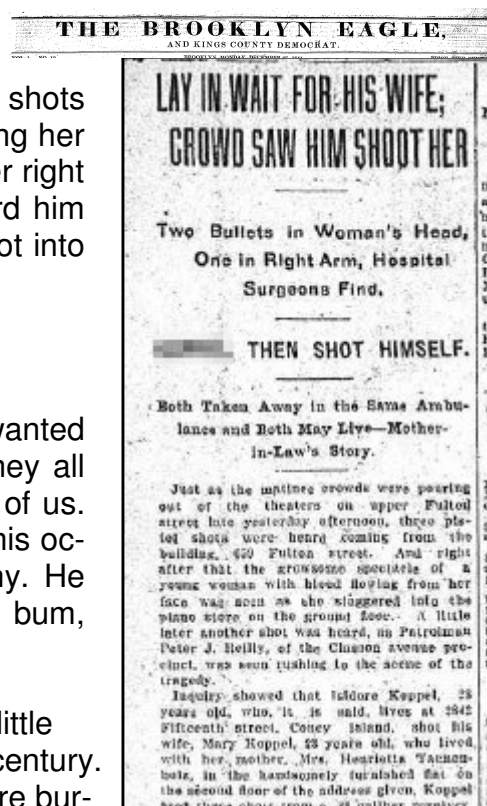 THE BROOKLYN EAGLE,
AND KINGS COUNTY DEMOCRAT.
shots
ng her
r right
rd him
ot into
vanted
hey all
of us.
his oc-
ny. He
bum,
ittle
century.
re bur-
LAY IN WAIT FOR HIS WIFE;
CROWD SAW HIM SHOOT HER
Two Bullets in Woman's Head,
One in Right Arm, Hospital
Surgeons Find.
THEN SHOT HIMSELF.
Both Taken Away in the Same Ambu-
lance and Both May Live—Mother-
in-Law's Story.
Just as the matinee crowds were pouring
out of the theaters on upper Fulton
street late yesterday afternoon, three pis-
tol shots were heard coming from the
building, 450 Fulton street. And right
after that the gruesome spectacle of a
young woman with blood flowing from her
face was seen as she staggered into the
piano store on the ground floor. A little
later another shot was heard, as Patrolman
Peter J. Reilly, of the Classon avenue pre-
cinct, was seen rushing to the scene of the
tragedy.
Inquiry showed that Isidore Koppel, 28
years old, who, it is said, lives at 2842
Fifteenth street, Coney Island, shot his
wife, Mary Koppel, 23 years old, who lived
with her mother, Mrs. Henrietta Tannen-
holz, in the handsomely furnished flat on
the second floor of the address given. Koppel